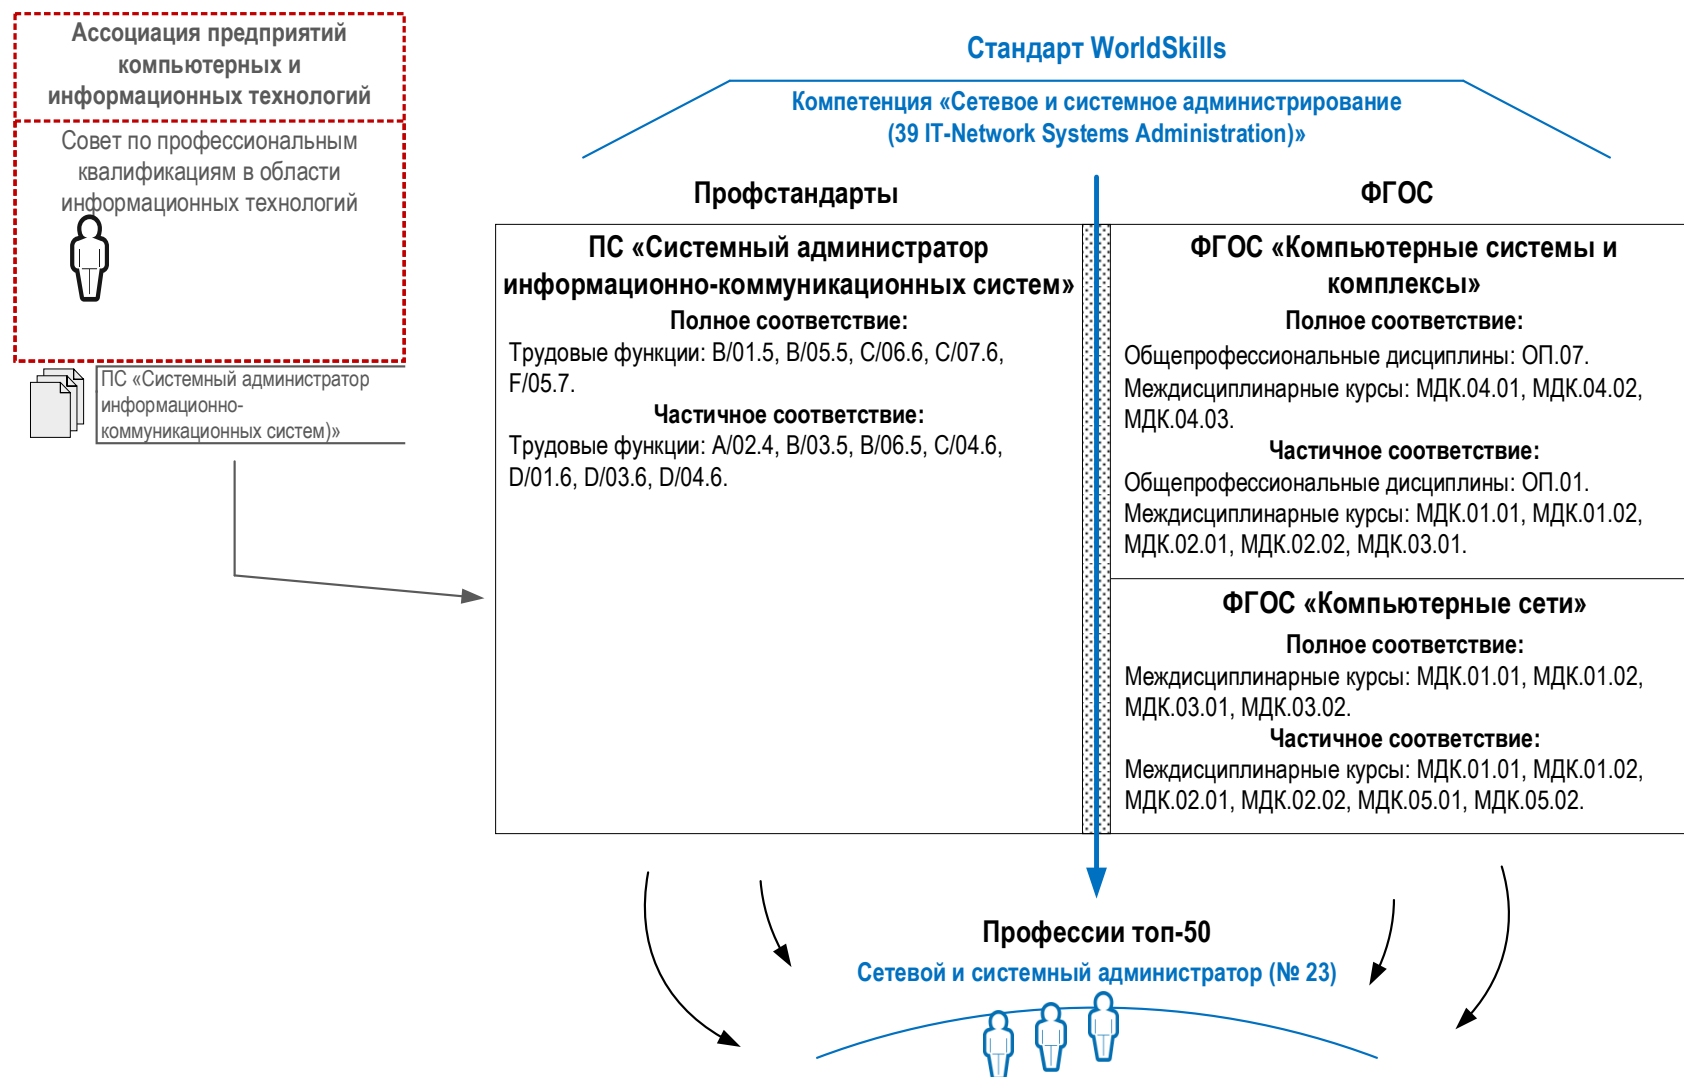 Ассоциация предприятий
компьютерных и
информационных технологий
Совет по профессиональным
квалификациям в области
информационных технологий
ПС «Системный администратор
информационно-
коммуникационных систем)»
Стандарт WorldSkills
Компетенция «Сетевое и системное администрирование
(39 IT-Network Systems Administration)»
Профстандарты
ПС «Системный администратор
информационно-коммуникационных систем»
Полное соответствие:
Трудовые функции: B/01.5, B/05.5, C/06.6, C/07.6,
F/05.7.
Частичное соответствие:
Трудовые функции: A/02.4, B/03.5, B/06.5, C/04.6,
D/01.6, D/03.6, D/04.6.
ФГОС
ФГОС «Компьютерные системы и
комплексы»
Полное соответствие:
Общепрофессиональные дисциплины: ОП.07.
Междисциплинарные курсы: МДК.04.01, МДК.04.02,
МДК.04.03.
Частичное соответствие:
Общепрофессиональные дисциплины: ОП.01.
Междисциплинарные курсы: МДК.01.01, МДК.01.02,
МДК.02.01, МДК.02.02, МДК.03.01.
ФГОС «Компьютерные сети»
Полное соответствие:
Междисциплинарные курсы: МДК.01.01, МДК.01.02,
МДК.03.01, МДК.03.02.
Частичное соответствие:
Междисциплинарные курсы: МДК.01.01, МДК.01.02,
МДК.02.01, МДК.02.02, МДК.05.01, МДК.05.02.
Профессии топ-50
Сетевой и системный администратор (№ 23)